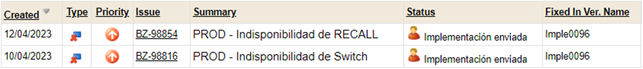 Created Type Priority Issue Summary Status Fixed In Ver. Name
12/04/2023 BZ-98854 PROD - Indisponibilidad de RECALL Implementación enviada Imple0096
10/04/2023 BZ-98816 PROD - Indisponibilidad de Switch Implementación enviada Imple0096